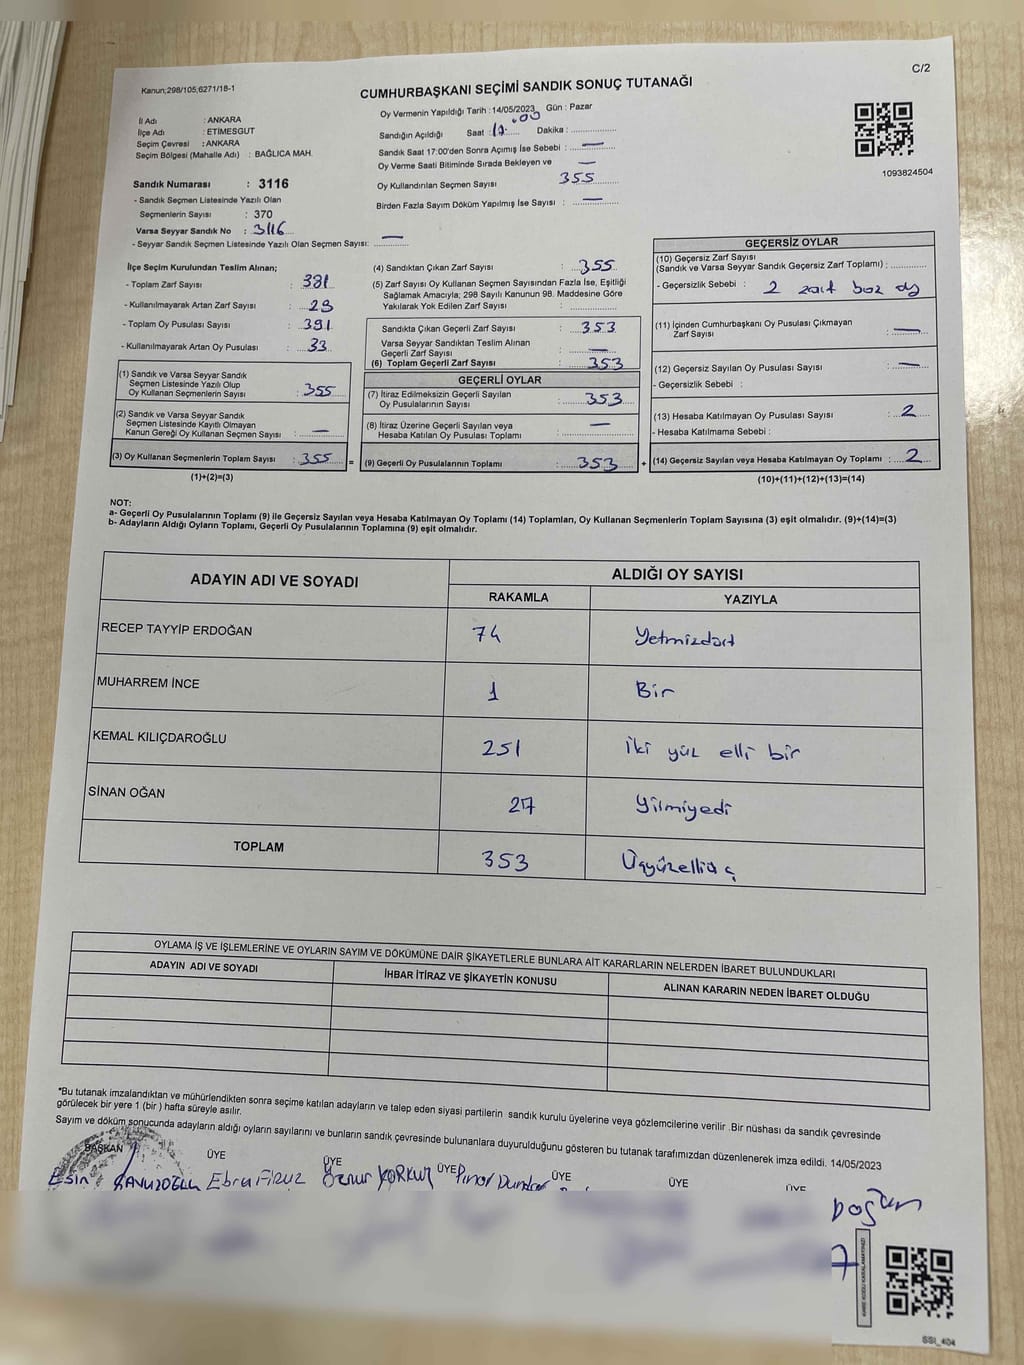 C/2
Kanun;298/105,6271/18-1
CUMHURBAŞKANI SEÇİMİ SANDIK SONUÇ TUTANAĞI
Oy Vermenin Yapıldığı Tarih : 14/05/2023 Gün : Pazar
İl Adı : ANKARA
İlçe Adı : ETİMESGUT
Seçim Çevresi : ANKARA
Seçim Bölgesi (Mahalle Adı) : BAĞLICA MAH.
Sandığın Açıldığı Saat : Dakika :
Sandık Saat 17:00'den Sonra Açımış İse Sebebi : —
Oy Verme Saati Bitiminde Sırada Bekleyen ve —
Oy Kullandırılan Seçmen Sayısı 355
Birden Fazla Sayım Döküm Yapılmış İse Sayısı : —
1093824504
Sandık Numarası : 3116
- Sandık Seçmen Listesinde Yazılı Olan
Seçmenlerin Sayısı : 370
Varsa Seyyar Sandık No : 3116
- Seyyar Sandık Seçmen Listesinde Yazılı Olan Seçmen Sayısı: —
İlçe Seçim Kurulundan Teslim Alınan;
- Toplam Zarf Sayısı : 381
- Kullanılmayarak Artan Zarf Sayısı :
- Toplam Oy Pusulası Sayısı : 391
- Kullanılmayarak Artan Oy Pusulası : 33
(1) Sandık ve Varsa Seyyar Sandık
Seçmen Listesinde Yazılı Olup
Oy Kullanan Seçmenlerin Sayısı : 355
(2) Sandık ve Varsa Seyyar Sandık
Seçmen Listesinde Kayıtlı Olmayan
Kanun Gereği Oy Kullanan Seçmen Sayısı : —
(3) Oy Kullanan Seçmenlerin Toplam Sayısı : 355 =
(1)+(2)=(3)
(4) Sandıktan Çıkan Zarf Sayısı : 355
(5) Zarf Sayısı Oy Kullanan Seçmen Sayısından Fazla İse, Eşitliği
Sağlamak Amacıyla; 298 Sayılı Kanunun 98. Maddesine Göre
Yakılarak Yok Edilen Zarf Sayısı :
Sandıkta Çıkan Geçerli Zarf Sayısı : 353
Varsa Seyyar Sandıktan Teslim Alınan
Geçerli Zarf Sayısı : —
(6) Toplam Geçerli Zarf Sayısı : 353
GEÇERLİ OYLAR
(7) İtiraz Edilmeksizin Geçerli Sayılan
Oy Pusulalarının Sayısı : 353
(8) İtiraz Üzerine Geçerli Sayılan veya
Hesaba Katılan Oy Pusulası Toplamı : —
(9) Geçerli Oy Pusulalarının Toplamı : 353 +
GEÇERSİZ OYLAR
(10) Geçersiz Zarf Sayısı
(Sandık ve Varsa Seyyar Sandık Geçersiz Zarf Toplamı) :
- Geçersizlik Sebebi : 2
(11) İçinden Cumhurbaşkanı Oy Pusulası Çıkmayan
Zarf Sayısı : —
(12) Geçersiz Sayılan Oy Pusulası Sayısı : —
- Geçersizlik Sebebi :
(13) Hesaba Katılmayan Oy Pusulası Sayısı : 2
- Hesaba Katılmama Sebebi :
(14) Geçersiz Sayılan veya Hesaba Katılmayan Oy Toplamı : 2
(10)+(11)+(12)+(13)=(14)
NOT:
a- Geçerli Oy Pusulalarının Toplamı (9) ile Geçersiz Sayılan veya Hesaba Katılmayan Oy Toplamı (14) Toplamları, Oy Kullanan Seçmenlerin Toplam Sayısına (3) eşit olmalıdır. (9)+(14)=(3)
b- Adayların Aldığı Oyların Toplamı, Geçerli Oy Pusulalarının Toplamına (9) eşit olmalıdır.
ADAYIN ADI VE SOYADI ALDIĞI OY SAYISI
RAKAMLA YAZIYLA
RECEP TAYYİP ERDOĞAN 74 Yetmizdört
MUHARREM İNCE 1 Bir
KEMAL KILIÇDAROĞLU 251 iki yüz elli bir
SİNAN OĞAN 27 Yilmiyedi
TOPLAM 353 Üçyüzelliüç
OYLAMA İŞ VE İŞLEMLERİNE VE OYLARIN SAYIM VE DÖKÜMÜNE DAİR ŞİKAYETLERLE BUNLARA AİT KARARLARIN NELERDEN İBARET BULUNDUKLARI
ADAYIN ADI VE SOYADI İHBAR İTİRAZ VE ŞİKAYETİN KONUSU ALINAN KARARIN NEDEN İBARET OLDUĞU
*Bu tutanak imzalandıktan ve mühürlendikten sonra seçime katılan adayların ve talep eden siyasi partilerin sandık kurulu üyelerine veya gözlemcilerine verilir .Bir nüshası da sandık çevresinde
görülecek bir yere 1 (bir ) hafta süreyle asılır.
Sayım ve döküm sonucunda adayların aldığı oyların sayılarını ve bunların sandık çevresinde bulunanlara duyurulduğunu gösteren bu tutanak tarafımızdan düzenlenerek imza edildi. 14/05/2023
BAŞKAN ÜYE ÜYE ÜYE ÜYE ÜYE ÜYE
Esin Ebru Firuz Öznur KORKUR Pınar Dundar
Doğan
KARE KODU KARALAMAYINIZ!
SSI_404